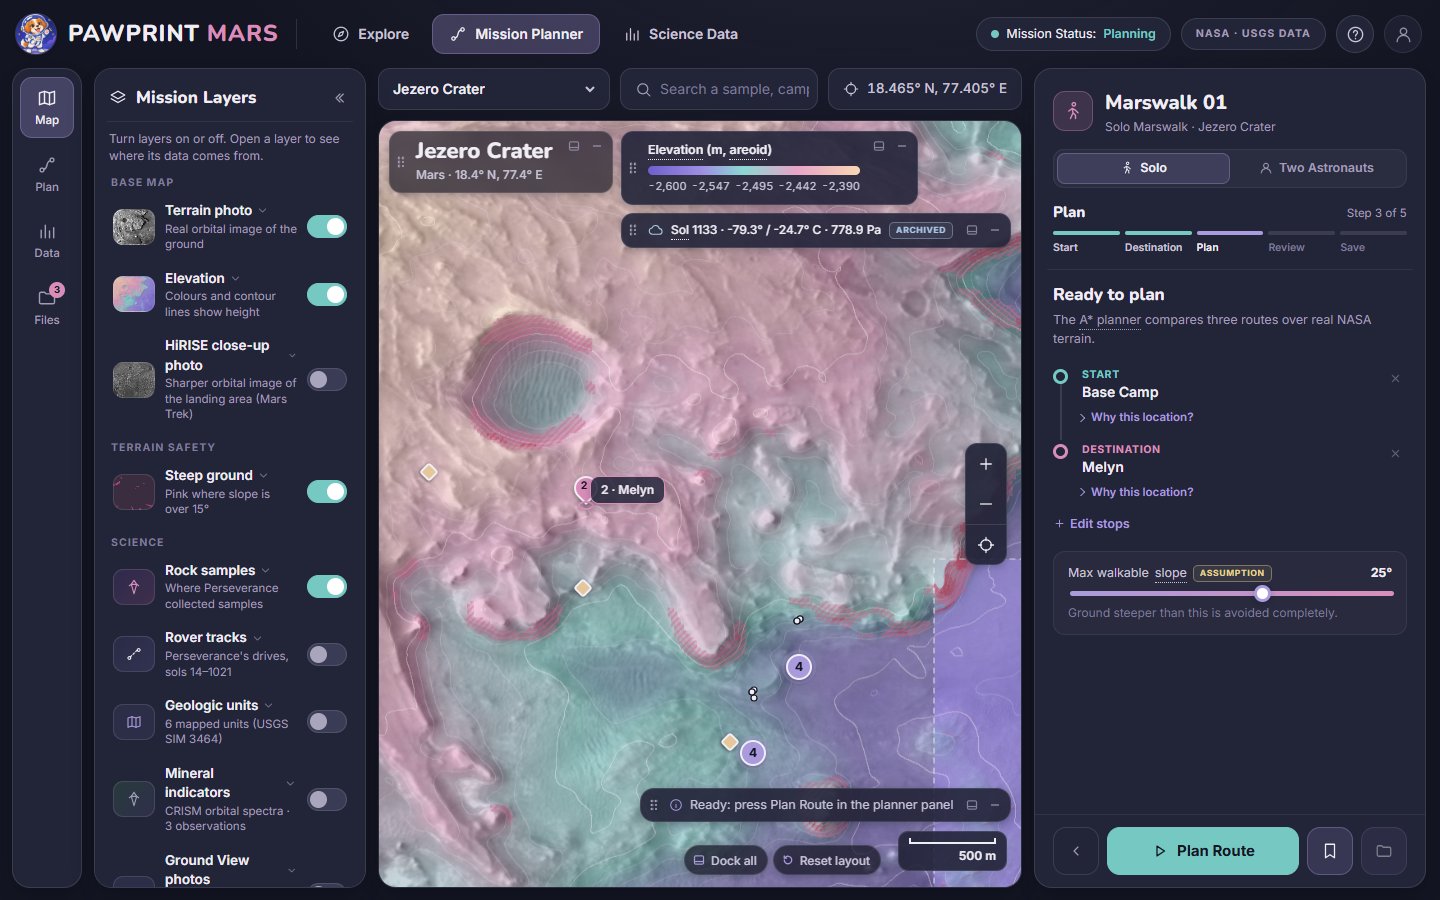 PAWPRINT MARS
Explore
Mission Planner
Science Data
Mission Status: Planning
NASA · USGS DATA
Map
Plan
Data
3
Files
Mission Layers
Turn layers on or off. Open a layer to see
where its data comes from.
BASE MAP
Terrain photo
Real orbital image of the
ground
Elevation
Colours and contour
lines show height
HiRISE close-up
photo
Sharper orbital image of
the landing area (Mars
Trek)
TERRAIN SAFETY
Steep ground
Pink where slope is
over 15°
SCIENCE
Rock samples
Where Perseverance
collected samples
Rover tracks
Perseverance's drives,
sols 14–1021
Geologic units
6 mapped units (USGS
SIM 3464)
Mineral
indicators
CRISM orbital spectra ·
3 observations
Ground View
photos
Jezero Crater
Search a sample, camp
18.465° N, 77.405° E
Jezero Crater
Mars · 18.4° N, 77.4° E
Elevation (m, areoid)
-2,600 -2,547 -2,495 -2,442 -2,390
Sol 1133 · -79.3° / -24.7° C · 778.9 Pa ARCHIVED
2
2 · Melyn
4
4
Ready: press Plan Route in the planner panel
Dock all
Reset layout
500 m
Marswalk 01
Solo Marswalk · Jezero Crater
Solo
Two Astronauts
Plan
Step 3 of 5
Start
Destination
Plan
Review
Save
Ready to plan
The A* planner compares three routes over real NASA
terrain.
START
Base Camp
Why this location?
DESTINATION
Melyn
Why this location?
+ Edit stops
Max walkable slope ASSUMPTION 25°
Ground steeper than this is avoided completely.
Plan Route